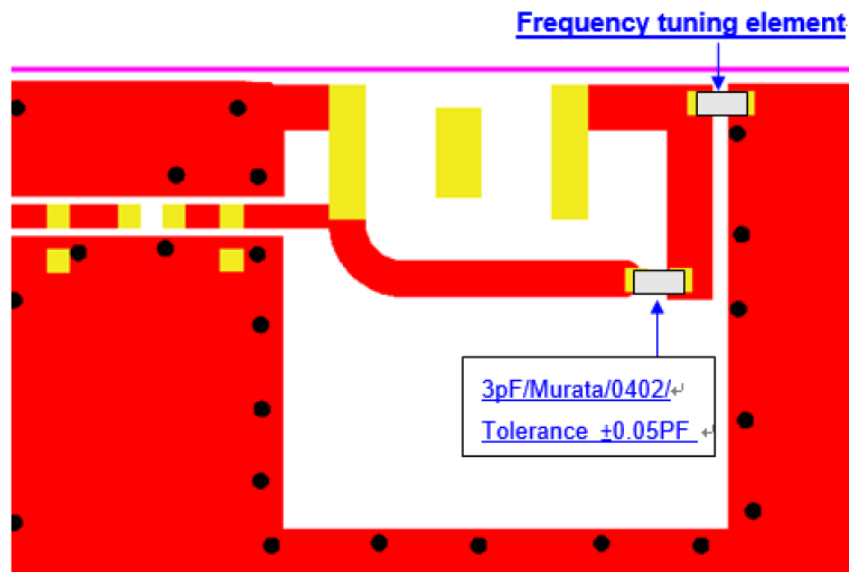 Frequency tuning element
3pF/Murata/0402/↵
Tolerance ±0.05PF ↵